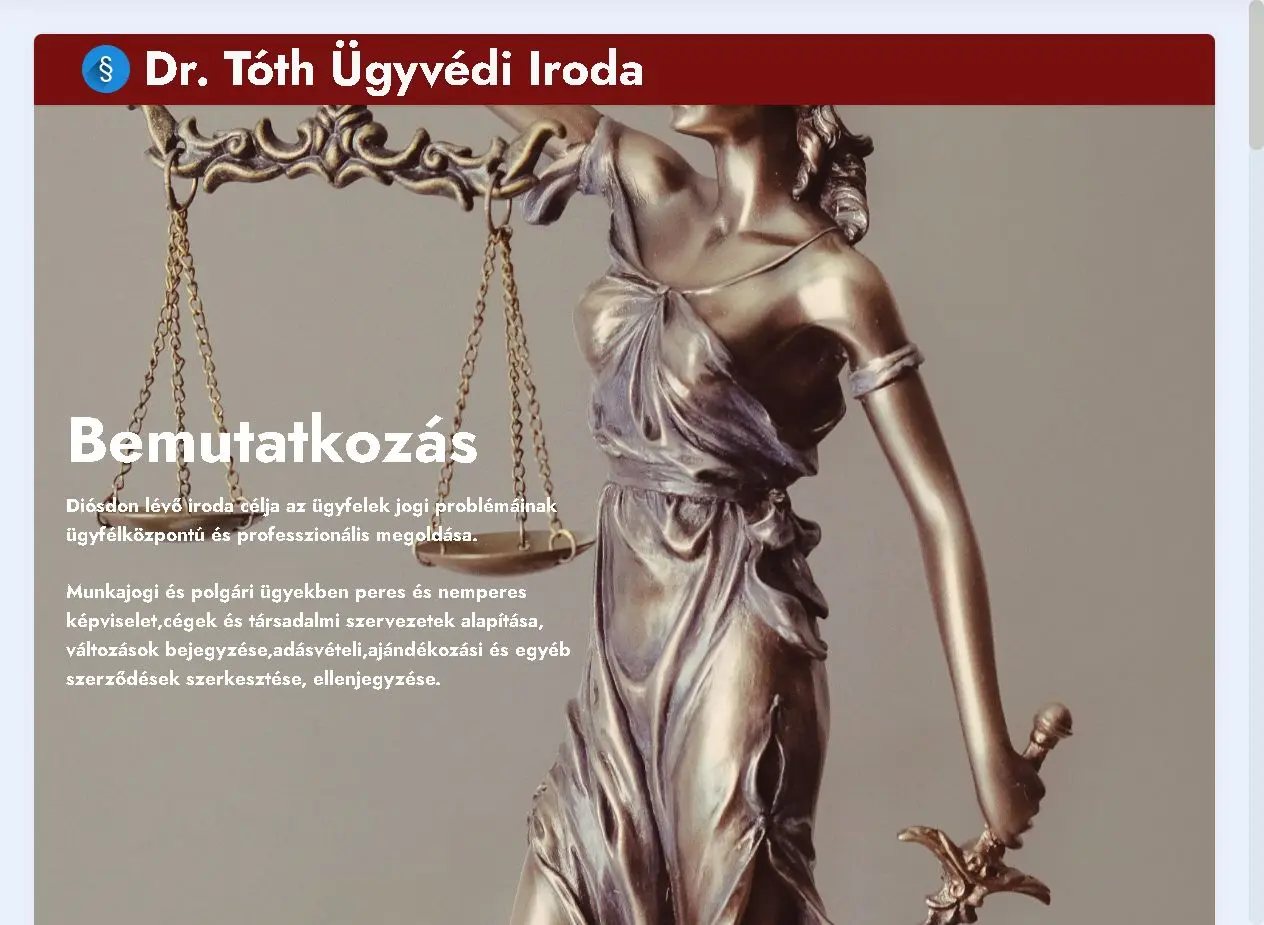 § Dr. Tóth Ügyvédi Iroda
Bemutatkozás
Diósdon lévő iroda célja az ügyfelek jogi problémáinak
ügyfélközpontú és professzionális megoldása.
Munkajogi és polgári ügyekben peres és nemperes
képviselet,cégek és társadalmi szervezetek alapítása,
változások bejegyzése,adásvételi,ajándékozási és egyéb
szerződések szerkesztése, ellenjegyzése.